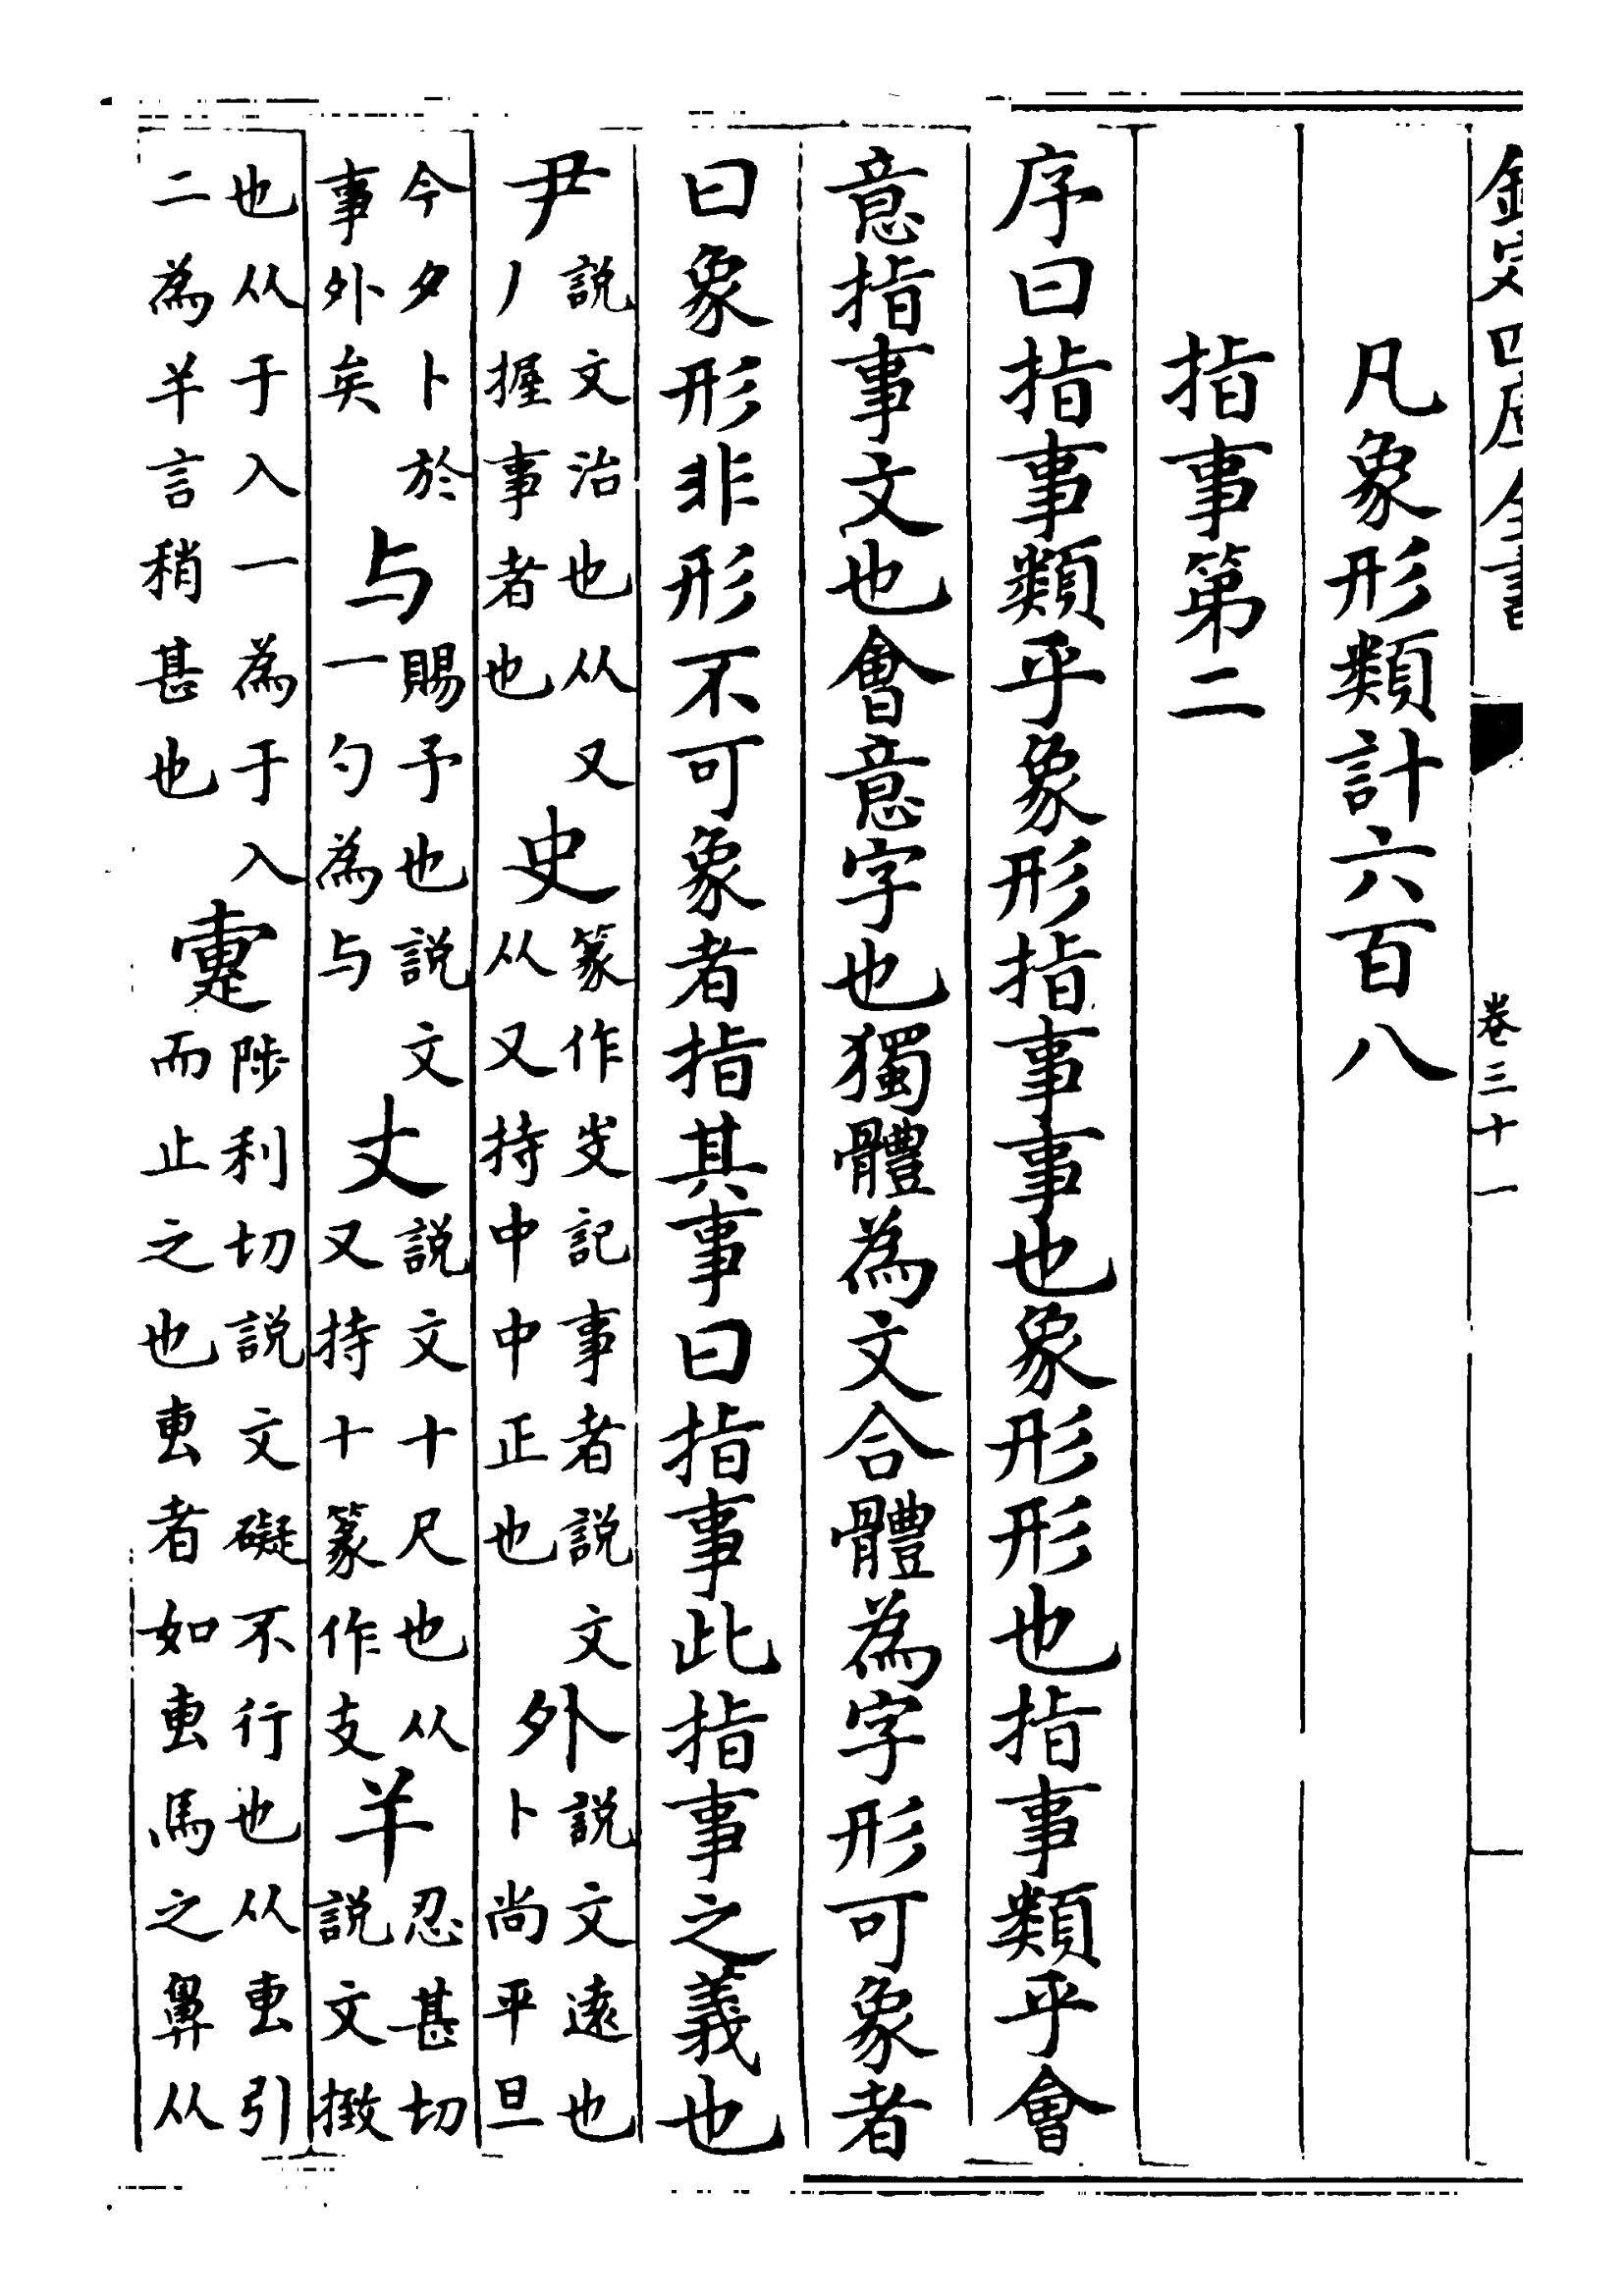 欽定四庫全書 卷三十一
凡象形類計六百八
指事第二
序曰指事類乎象形指事事也象形形也指事類乎會
意指事文也會意字也獨體為文合體為字形可象者
曰象形非形不可象者指其事曰指事此指事之義也
尹說文治也从又丿握事者也 史篆作㕜記事者說文从又持中中正也 外說文遠也卜尚平旦
今夕卜於事外矣 与賜予也說文一勺為与 丈說文十尺也从又持十篆作支 𢆉忍甚切說文㨖
也从于入一為于入二為𢆉言稍甚也 疐陟利切說文礙不行也从叀引而止之也叀者如叀馬之鼻从